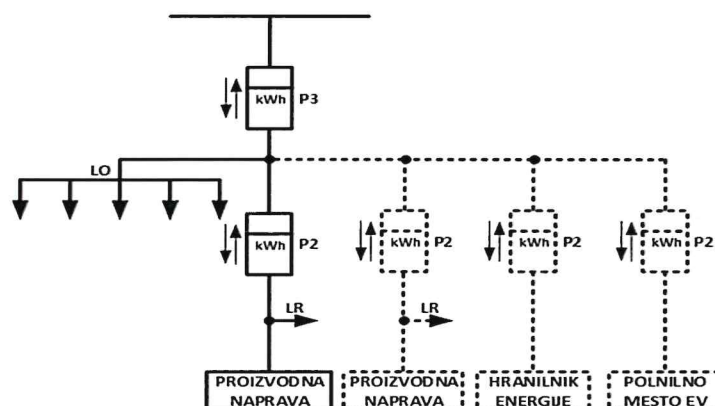 kWh P3
LO
kWh P2
kWh P2
kWh P2
kWh P2
LR
LR
PROIZVODNA
NAPRAVA
PROIZVODNA
NAPRAVA
HRANILNIK
ENERGIJE
POLNILNO
MESTO EV